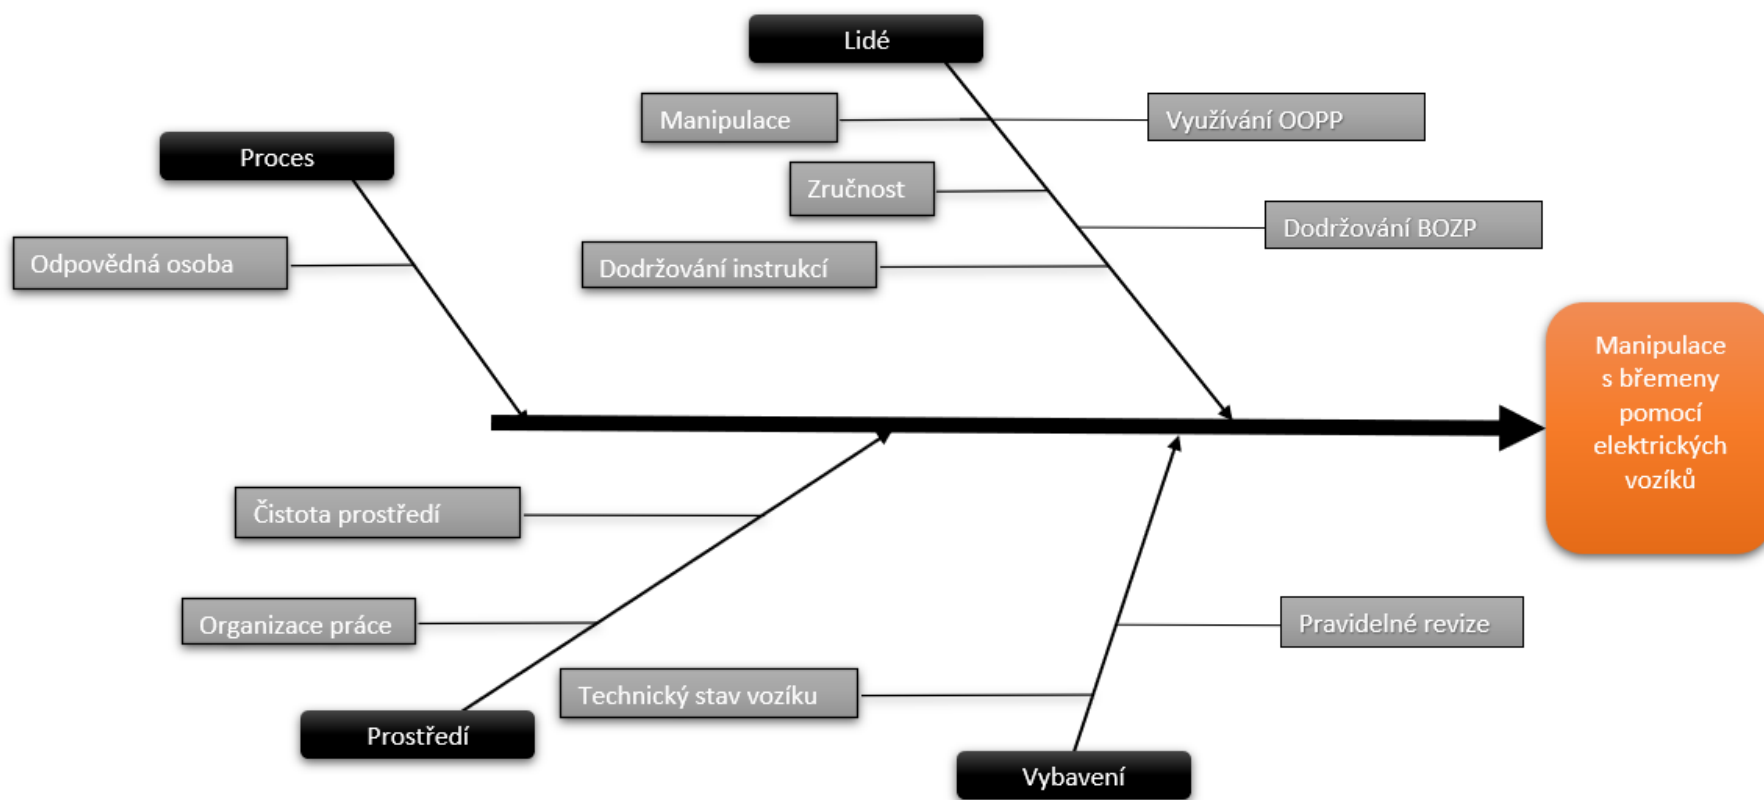 Lidé
Manipulace
Využívání OOPP
Proces
Zručnost
Dodržování BOZP
Odpovědná osoba
Dodržování instrukcí
Manipulace
s břemeny
pomocí
elektrických
vozíků
Čistota prostředí
Organizace práce
Pravidelné revize
Technický stav vozíku
Prostředí
Vybavení